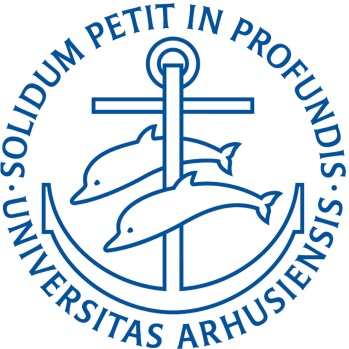 SOLIDUM PETIT IN PROFUNDIS
· UNIVERSITAS ARHUSIENSIS ·